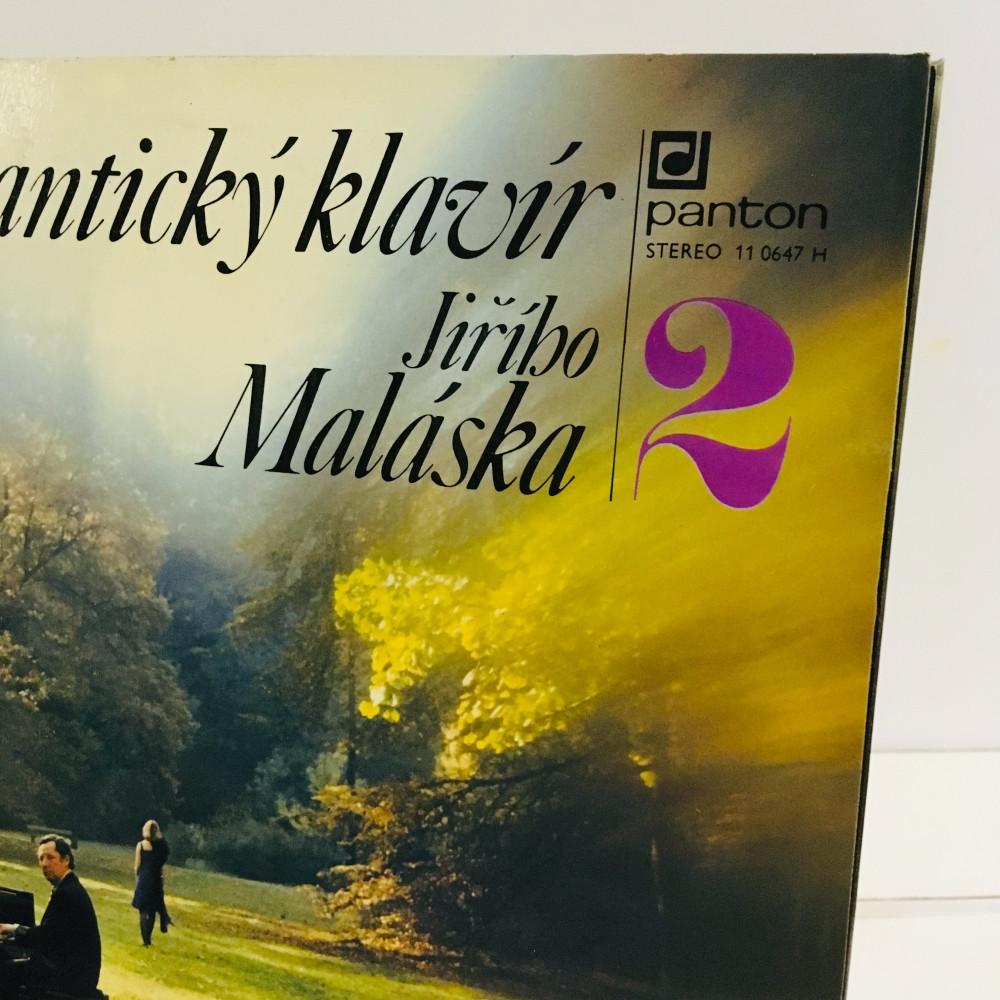 antický klavír
Jiřího
Maláska
panton
STEREO 11 0647 H
2